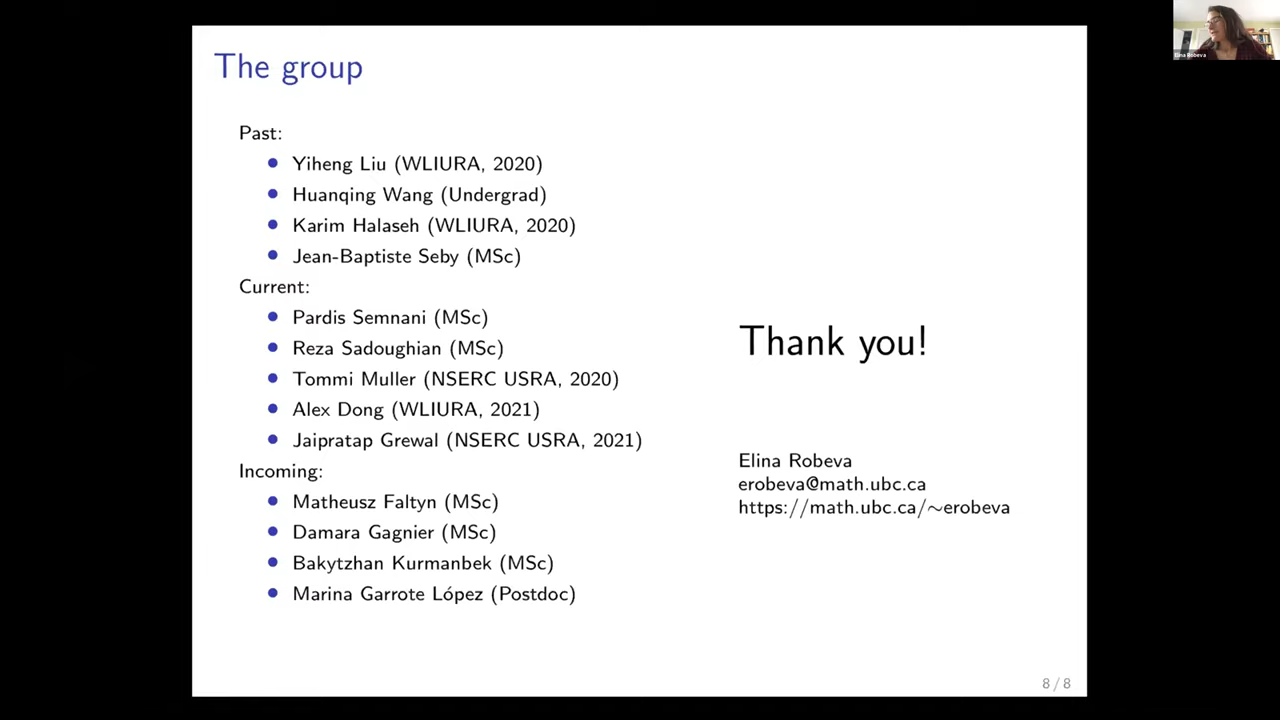 The group
Past:
Yiheng Liu (WLIURA, 2020)
Huanqing Wang (Undergrad)
Karim Halaseh (WLIURA, 2020)
Jean-Baptiste Seby (MSc)
Current:
Pardis Semnani (MSc)
Reza Sadoughian (MSc)
Tommi Muller (NSERC USRA, 2020)
Alex Dong (WLIURA, 2021)
Jaipratap Grewal (NSERC USRA, 2021)
Incoming:
Matheusz Faltyn (MSc)
Damara Gagnier (MSc)
Bakytzhan Kurmanbek (MSc)
Marina Garrote López (Postdoc)
Thank you!
Elina Robeva
erobeva@math.ubc.ca
https://math.ubc.ca/~erobeva
8 / 8
Elina Robeva